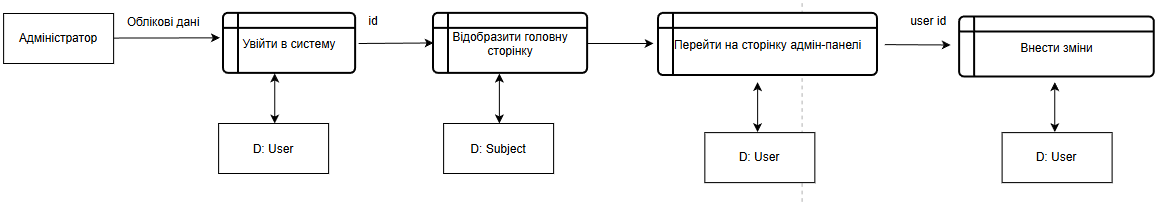 Адміністратор
Облікові дані
Увійти в систему
id
Відобразити головну
сторінку
Перейти на сторінку адмін-панелі
user id
Внести зміни
D: User
D: Subject
D: User
D: User